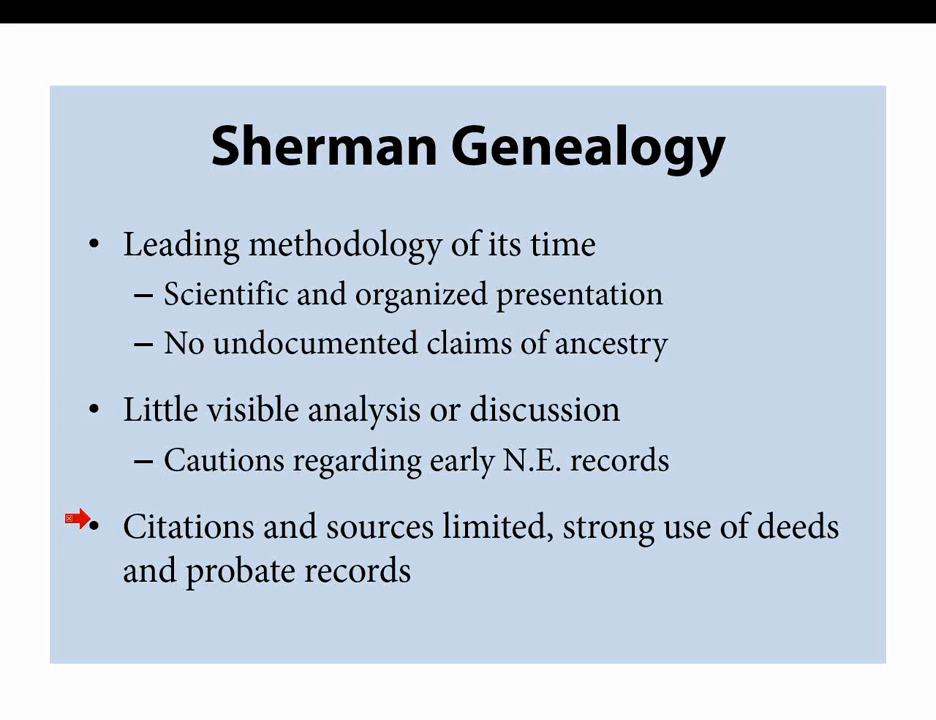 Sherman Genealogy
• Leading methodology of its time
– Scientific and organized presentation
– No undocumented claims of ancestry
• Little visible analysis or discussion
– Cautions regarding early N.E. records
• Citations and sources limited, strong use of deeds
and probate records